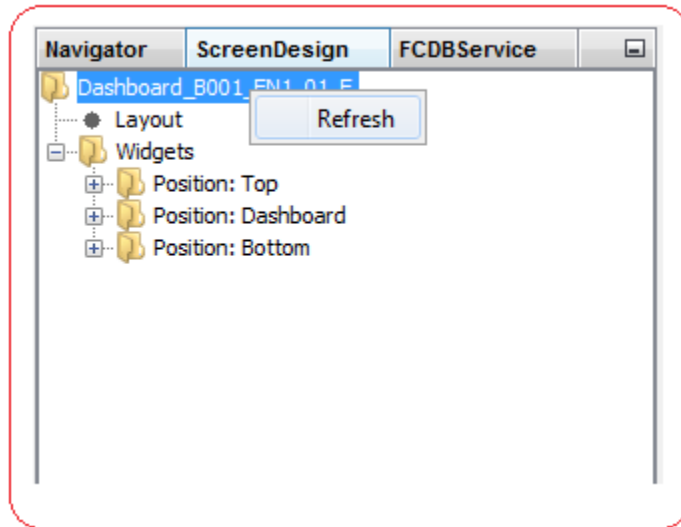 Navigator ScreenDesign FCDBService
Dashboard_B001_EN1_01_E
Refresh
Layout
Widgets
Position: Top
Position: Dashboard
Position: Bottom